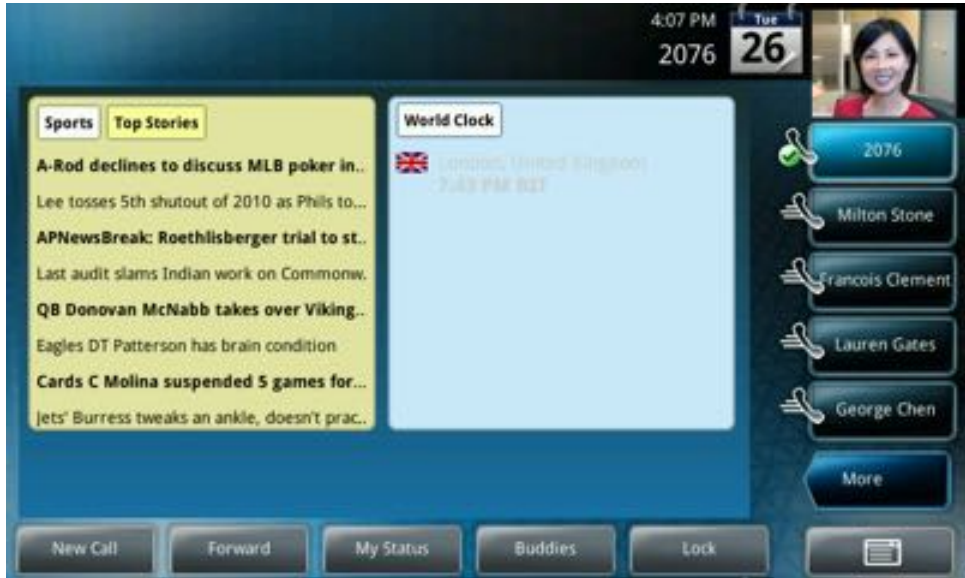 4:07 PM
2076
Tue
26
Sports
Top Stories
A-Rod declines to discuss MLB poker in..
Lee tosses 5th shutout of 2010 as Phils to...
APNewsBreak: Roethlisberger trial to st..
Last audit slams Indian work on Commonw.
QB Donovan McNabb takes over Viking..
Eagles DT Patterson has brain condition
Cards C Molina suspended 5 games for...
Jets' Burress tweaks an ankle, doesn't prac...
World Clock
London, United Kingdom
7:43 PM BST
2076
Milton Stone
Francois Clement
Lauren Gates
George Chen
More
New Call
Forward
My Status
Buddies
Lock